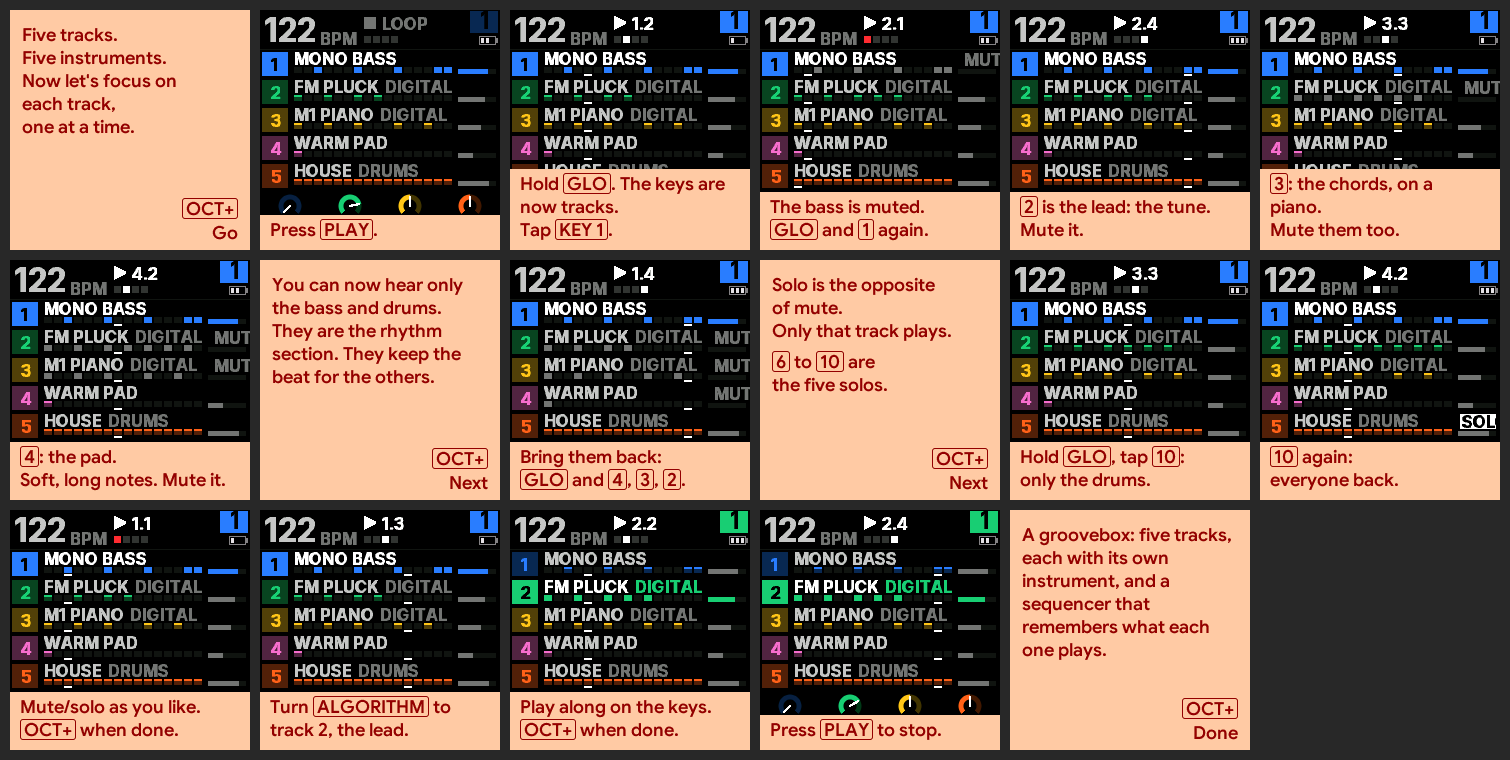 Five tracks.
Five instruments.
Now let's focus on
each track,
one at a time.
OCT+
Go
122 BPM LOOP 1
1 MONO BASS
2 FM PLUCK DIGITAL
3 M1 PIANO DIGITAL
4 WARM PAD
5 HOUSE DRUMS
Press PLAY.
122 BPM 1.2 1
1 MONO BASS
2 FM PLUCK DIGITAL
3 M1 PIANO DIGITAL
4 WARM PAD
Hold GLO. The keys are
now tracks.
Tap KEY 1.
122 BPM 2.1 1
1 MONO BASS MUT
2 FM PLUCK DIGITAL
3 M1 PIANO DIGITAL
4 WARM PAD
5 HOUSE DRUMS
The bass is muted.
GLO and 1 again.
122 BPM 2.4 1
1 MONO BASS
2 FM PLUCK DIGITAL
3 M1 PIANO DIGITAL
4 WARM PAD
5 HOUSE DRUMS
2 is the lead: the tune.
Mute it.
122 BPM 3.3 1
1 MONO BASS
2 FM PLUCK DIGITAL MUT
3 M1 PIANO DIGITAL
4 WARM PAD
3: the chords, on a
piano.
Mute them too.
122 BPM 4.2 1
1 MONO BASS
2 FM PLUCK DIGITAL MUT
3 M1 PIANO DIGITAL MUT
4 WARM PAD
5 HOUSE DRUMS
4: the pad.
Soft, long notes. Mute it.
You can now hear only
the bass and drums.
They are the rhythm
section. They keep the
beat for the others.
OCT+
Next
122 BPM 1.4 1
1 MONO BASS
2 FM PLUCK DIGITAL MUT
3 M1 PIANO DIGITAL MUT
4 WARM PAD MUT
5 HOUSE DRUMS
Bring them back:
GLO and 4, 3, 2.
Solo is the opposite
of mute.
Only that track plays.
6 to 10 are
the five solos.
OCT+
Next
122 BPM 3.3 1
1 MONO BASS
2 FM PLUCK DIGITAL
3 M1 PIANO DIGITAL
4 WARM PAD
5 HOUSE DRUMS
Hold GLO, tap 10:
only the drums.
122 BPM 4.2 1
1 MONO BASS
2 FM PLUCK DIGITAL
3 M1 PIANO DIGITAL
4 WARM PAD
5 HOUSE DRUMS SOL
10 again:
everyone back.
122 BPM 1.1 1
1 MONO BASS
2 FM PLUCK DIGITAL
3 M1 PIANO DIGITAL
4 WARM PAD
5 HOUSE DRUMS
Mute/solo as you like.
OCT+ when done.
122 BPM 1.3 1
1 MONO BASS
2 FM PLUCK DIGITAL
3 M1 PIANO DIGITAL
4 WARM PAD
5 HOUSE DRUMS
Turn ALGORITHM to
track 2, the lead.
122 BPM 2.2 1
1 MONO BASS
2 FM PLUCK DIGITAL
3 M1 PIANO DIGITAL
4 WARM PAD
5 HOUSE DRUMS
Play along on the keys.
OCT+ when done.
122 BPM 2.4 1
1 MONO BASS
2 FM PLUCK DIGITAL
3 M1 PIANO DIGITAL
4 WARM PAD
5 HOUSE DRUMS
Press PLAY to stop.
A groovebox: five tracks,
each with its own
instrument, and a
sequencer that
remembers what each
one plays.
OCT+
Done